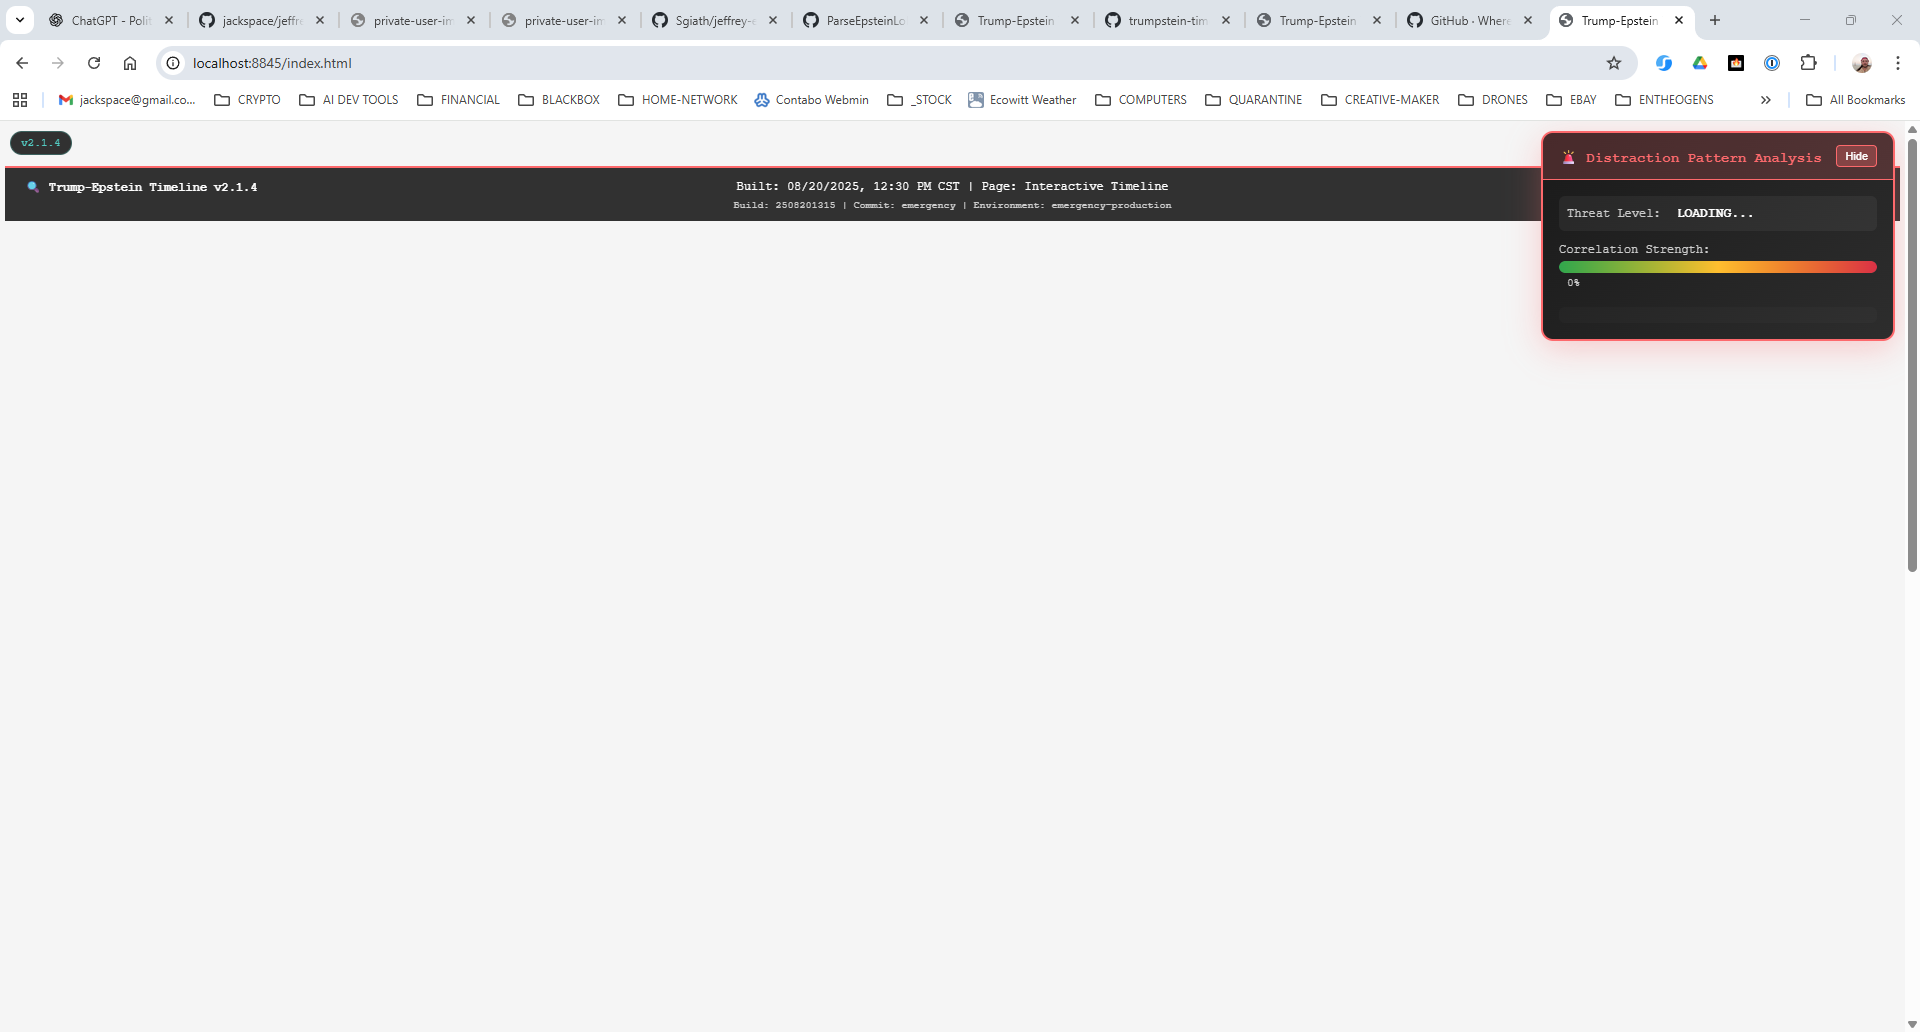 ChatGPT - Polit
jackspace/jeffre
private-user-im
private-user-im
Sgiath/jeffrey-e
ParseEpsteinLo
Trump-Epstein
trumpstein-tim
Trump-Epstein
GitHub · Where
Trump-Epstein
localhost:8845/index.html
jackspace@gmail.co...
CRYPTO
AI DEV TOOLS
FINANCIAL
BLACKBOX
HOME-NETWORK
Contabo Webmin
_STOCK
Ecowitt Weather
COMPUTERS
QUARANTINE
CREATIVE-MAKER
DRONES
EBAY
ENTHEOGENS
All Bookmarks
v2.1.4
Trump-Epstein Timeline v2.1.4
Built: 08/20/2025, 12:30 PM CST | Page: Interactive Timeline
Build: 2508201315 | Commit: emergency | Environment: emergency-production
Distraction Pattern Analysis
Hide
Threat Level: LOADING...
Correlation Strength:
0%